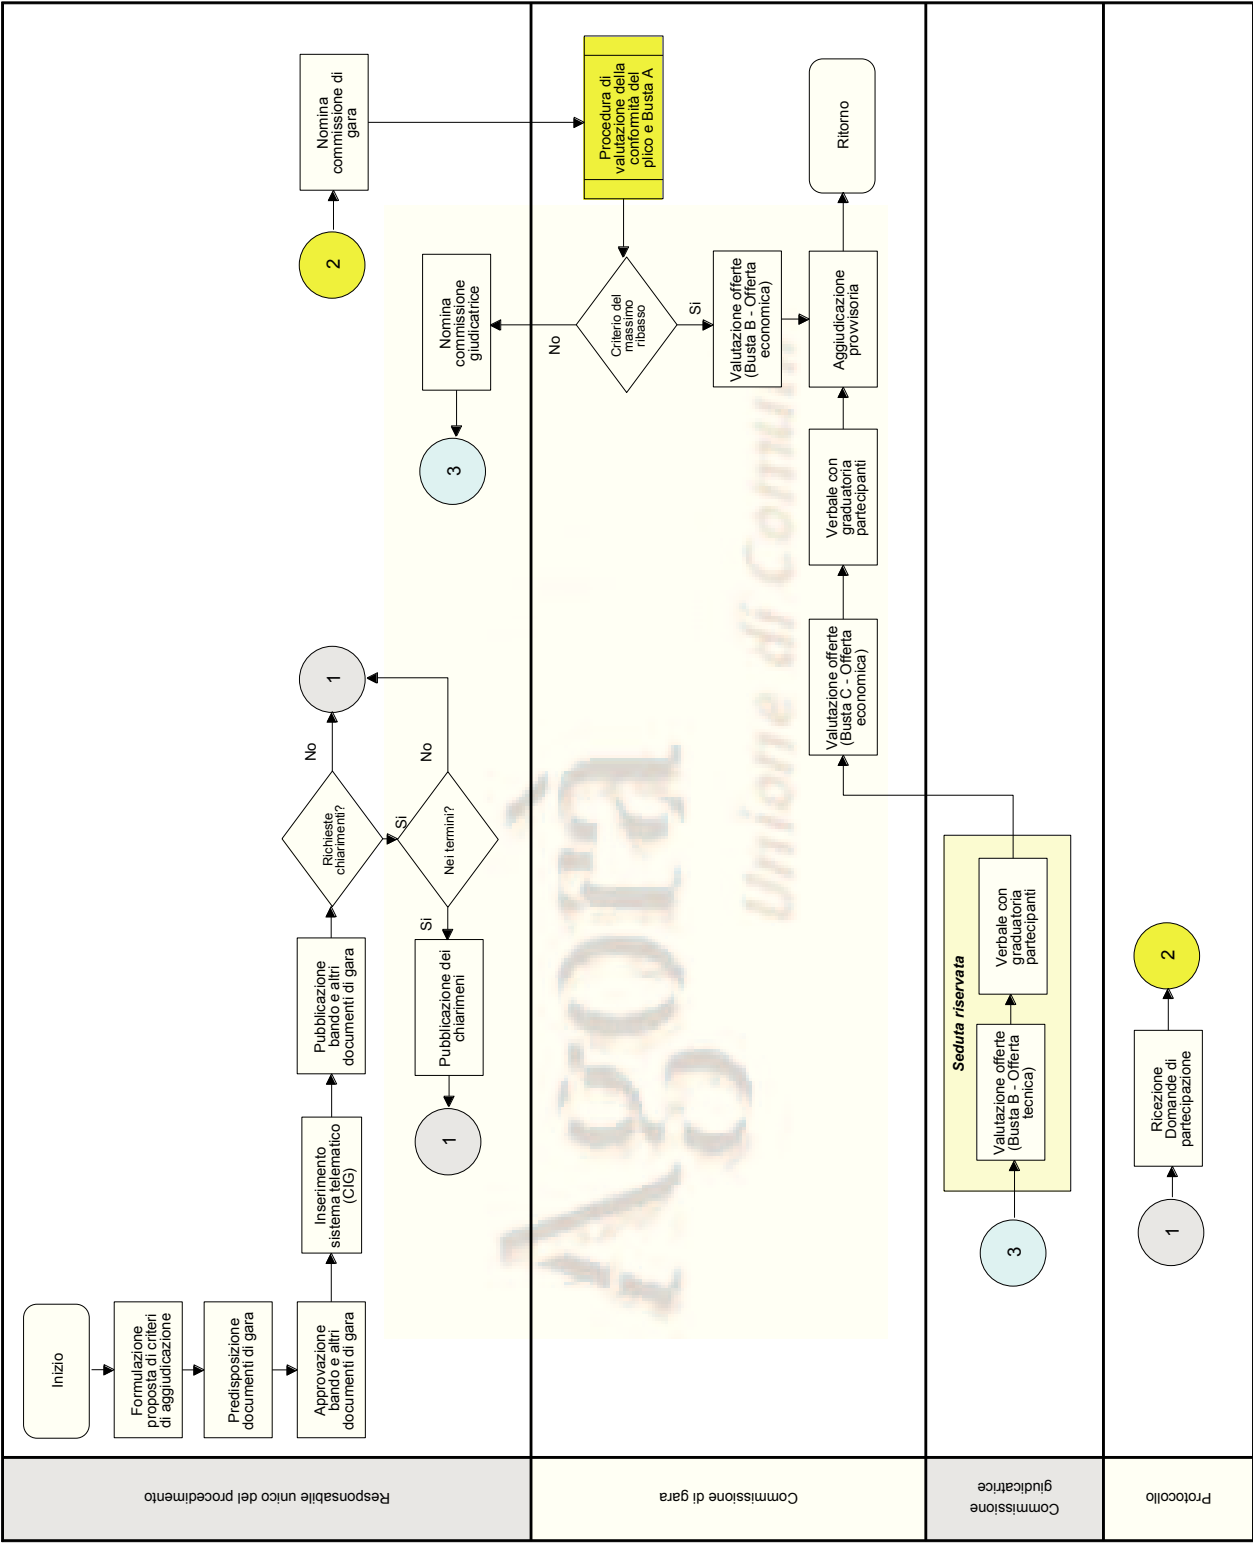 Responsabile unico del procedimento
Inizio
Formulazione
proposta di criteri
di aggiudicazione
Predisposizione
documenti di gara
Approvazione
bando e altri
documenti di gara
Inserimento
sistema telematico
(CIG)
Pubblicazione
bando e altri
documenti di gara
Richieste
chiarimenti?
No
1
Si
Nei termini?
No
Si
Pubblicazione dei
chiarimeni
1
2
Nomina
commissione di
gara
Nomina
commissione
giudicatrice
3
Commissione di gara
Procedura di
valutazione della
conformità del
plico e Busta A
Criterio del
massimo
ribasso
No
Si
Valutazione offerte
(Busta B - Offerta
economica)
Valutazione offerte
(Busta C - Offerta
economica)
Verbale con
graduatoria
partecipanti
Aggiudicazione
provvisoria
Ritorno
Agorà
Unione di Comuni
Commissione
giudicatrice
3
Seduta riservata
Valutazione offerte
(Busta B - Offerta
tecnica)
Verbale con
graduatoria
partecipanti
Protocollo
1
Ricezione
Domande di
partecipazione
2